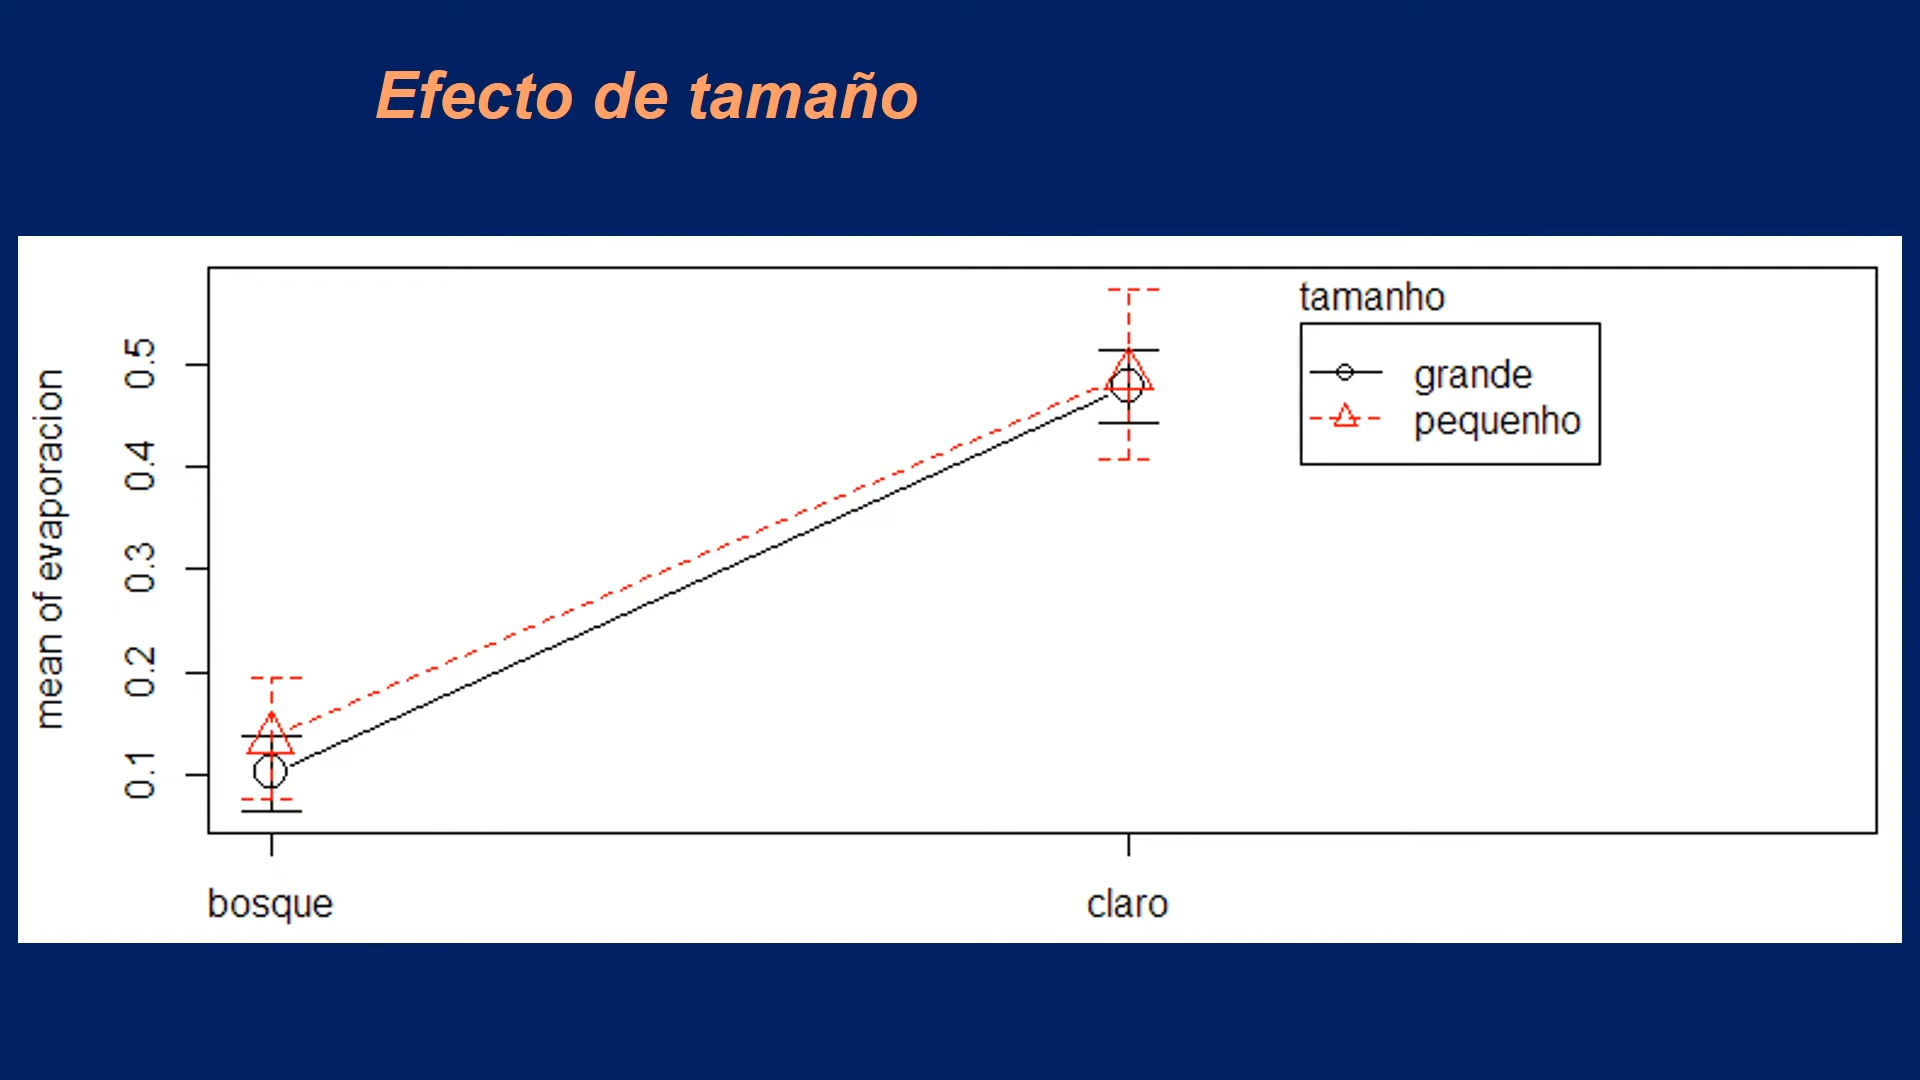 Efecto de tamaño
tamanho
grande
pequenho
mean of evaporacion
0.5
0.4
0.3
0.2
0.1
bosque
claro